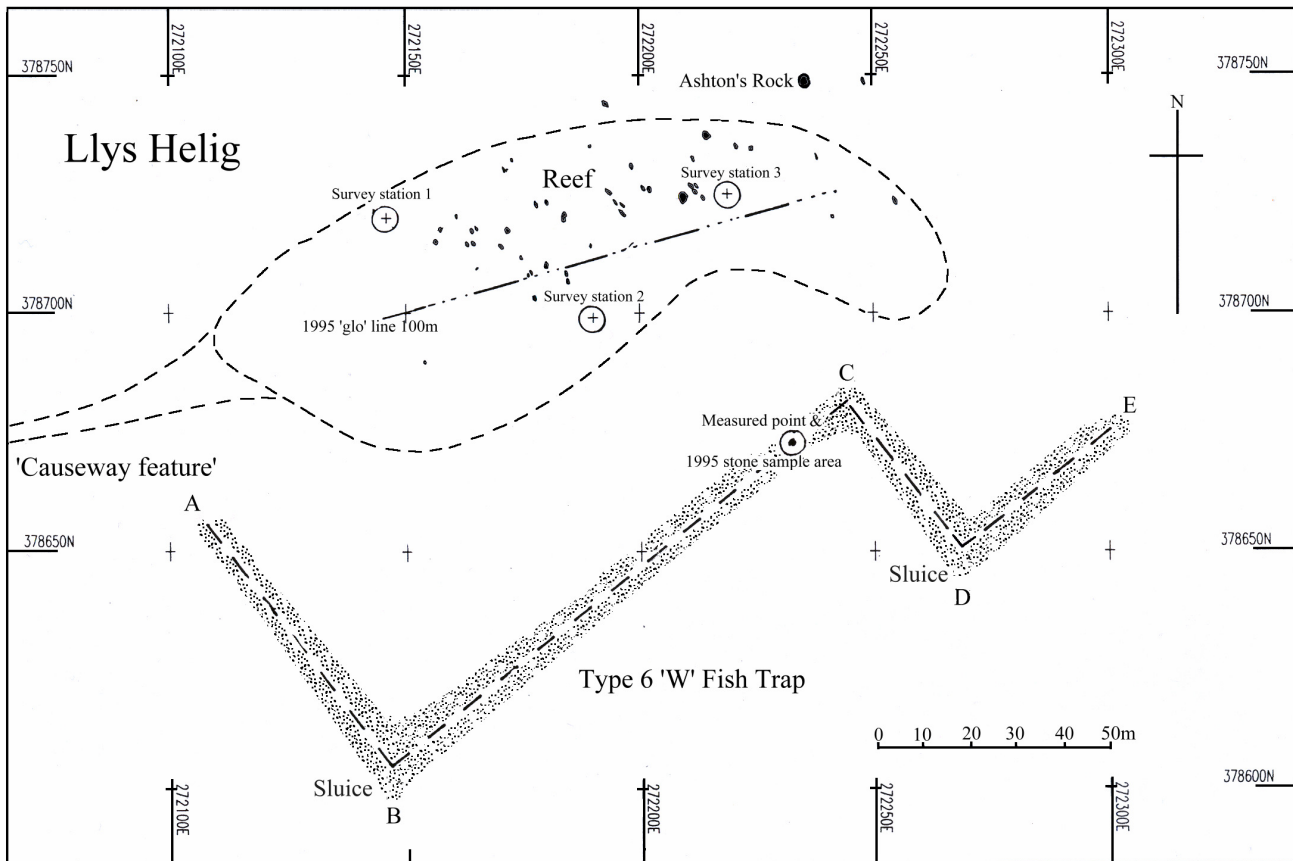 272100E
272150E
272200E
272250E
272300E
378750N
378750N
Ashton's Rock
N
Llys Helig
Reef
Survey station 3
Survey station 1
Survey station 2
378700N
378700N
1995 'glo' line 100m
C
E
Measured point &
1995 stone sample area
'Causeway feature'
A
378650N
378650N
Sluice
D
Type 6 'W' Fish Trap
0 10 20 30 40 50m
Sluice
B
378600N
272100E
272200E
272250E
272300E